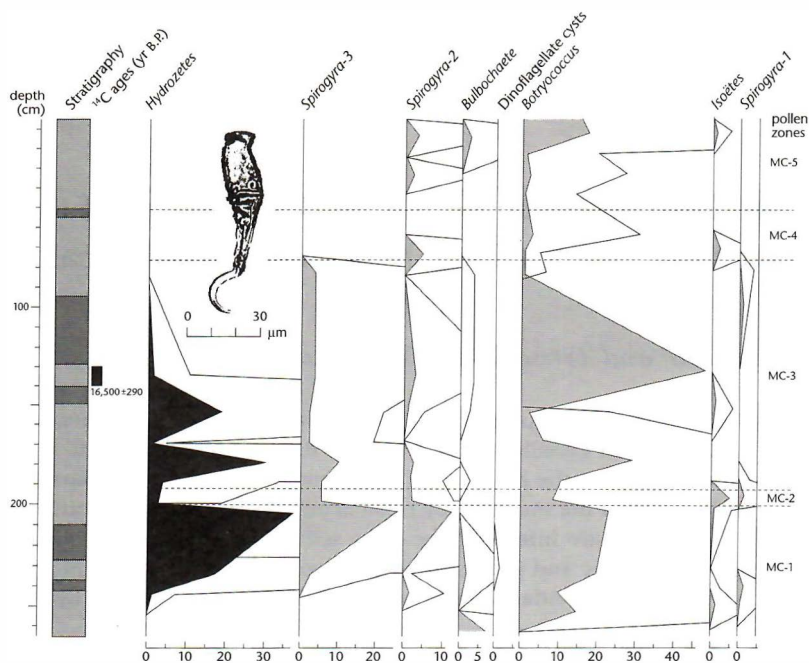 depth
(cm)
Stratigraphy
¹⁴C ages (yr B.P.)
Hydrozetes
Spirogyra-3
Spirogyra-2
Bulbochaete
Dinoflagellate cysts
Botryococcus
Isoëtes
Spirogyra-1
pollen
zones
MC-5
MC-4
100
0 30
µm
16,500±290
MC-3
200
MC-2
MC-1
0 10 20 30
0 10 20
0 10
0 5
0
0 10 20 30 40
0
0